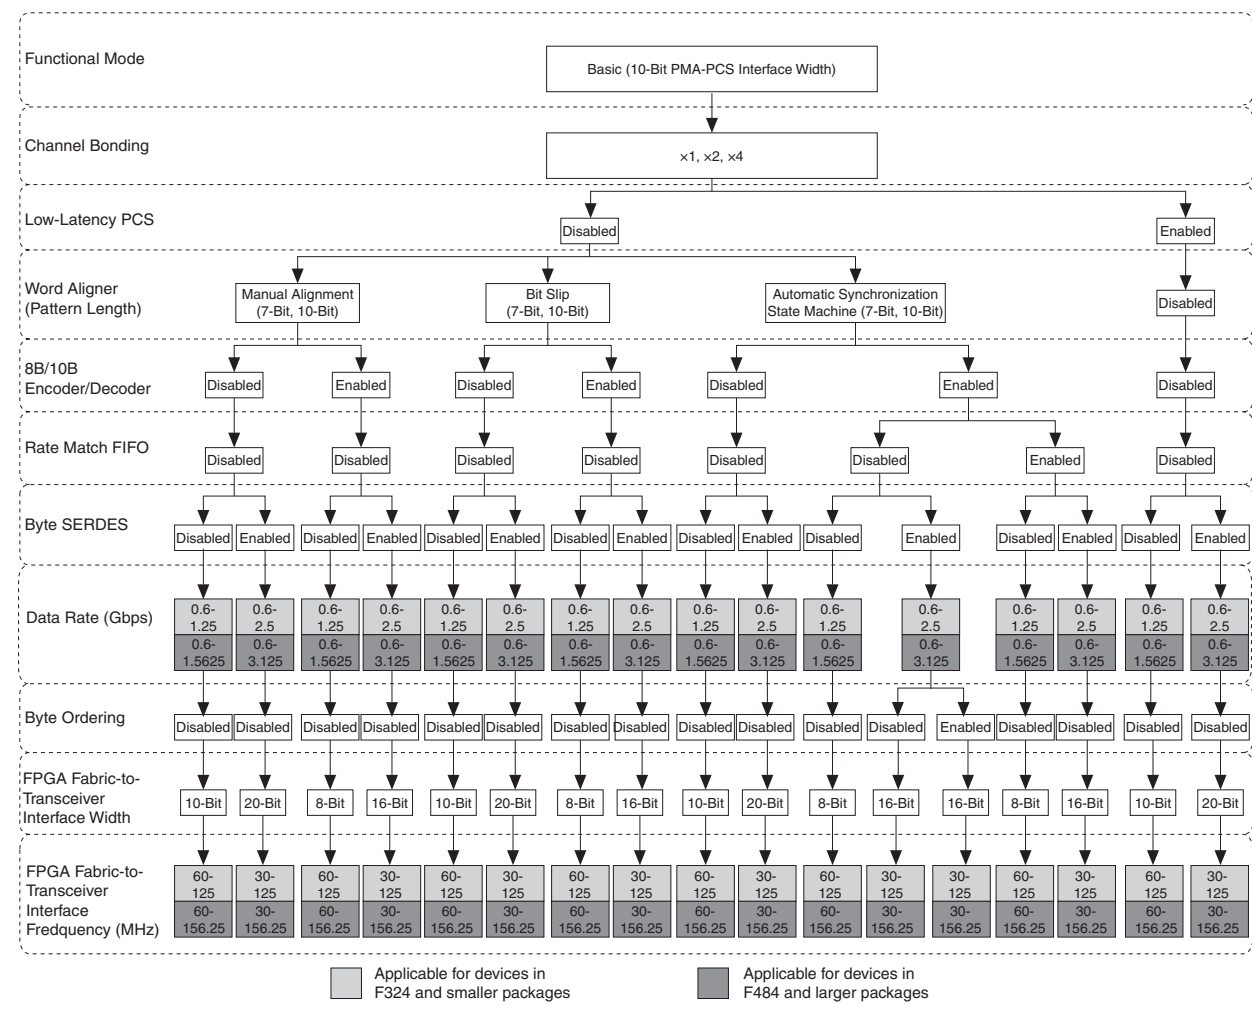 Functional Mode
Basic (10-Bit PMA-PCS Interface Width)
Channel Bonding
×1, ×2, ×4
Low-Latency PCS
Disabled
Enabled
Word Aligner
(Pattern Length)
Manual Alignment
(7-Bit, 10-Bit)
Bit Slip
(7-Bit, 10-Bit)
Automatic Synchronization
State Machine (7-Bit, 10-Bit)
Disabled
8B/10B
Encoder/Decoder
Disabled
Enabled
Disabled
Enabled
Disabled
Enabled
Disabled
Rate Match FIFO
Disabled
Disabled
Disabled
Disabled
Disabled
Disabled
Enabled
Disabled
Byte SERDES
Disabled
Enabled
Disabled
Enabled
Disabled
Enabled
Disabled
Enabled
Disabled
Enabled
Disabled
Enabled
Disabled
Enabled
Disabled
Enabled
Data Rate (Gbps)
0.6-
1.25
0.6-
2.5
0.6-
1.25
0.6-
2.5
0.6-
1.25
0.6-
2.5
0.6-
1.25
0.6-
2.5
0.6-
1.25
0.6-
2.5
0.6-
1.25
0.6-
2.5
0.6-
1.25
0.6-
2.5
0.6-
1.25
0.6-
2.5
0.6-
1.5625
0.6-
3.125
0.6-
1.5625
0.6-
3.125
0.6-
1.5625
0.6-
3.125
0.6-
1.5625
0.6-
3.125
0.6-
1.5625
0.6-
3.125
0.6-
1.5625
0.6-
3.125
0.6-
1.5625
0.6-
3.125
0.6-
1.5625
0.6-
3.125
Byte Ordering
Disabled
Disabled
Disabled
Disabled
Disabled
Disabled
Disabled
Disabled
Disabled
Disabled
Disabled
Disabled
Enabled
Disabled
Disabled
Disabled
Disabled
FPGA Fabric-to-
Transceiver
Interface Width
10-Bit
20-Bit
8-Bit
16-Bit
10-Bit
20-Bit
8-Bit
16-Bit
10-Bit
20-Bit
8-Bit
16-Bit
16-Bit
8-Bit
16-Bit
10-Bit
20-Bit
FPGA Fabric-to-
Transceiver
Interface
Fredquency (MHz)
60-
125
30-
125
60-
125
30-
125
60-
125
30-
125
60-
125
30-
125
60-
125
30-
125
60-
125
30-
125
30-
125
60-
125
30-
125
60-
125
30-
125
60-
156.25
30-
156.25
60-
156.25
30-
156.25
60-
156.25
30-
156.25
60-
156.25
30-
156.25
60-
156.25
30-
156.25
60-
156.25
30-
156.25
30-
156.25
60-
156.25
30-
156.25
60-
156.25
30-
156.25
Applicable for devices in
F324 and smaller packages
Applicable for devices in
F484 and larger packages